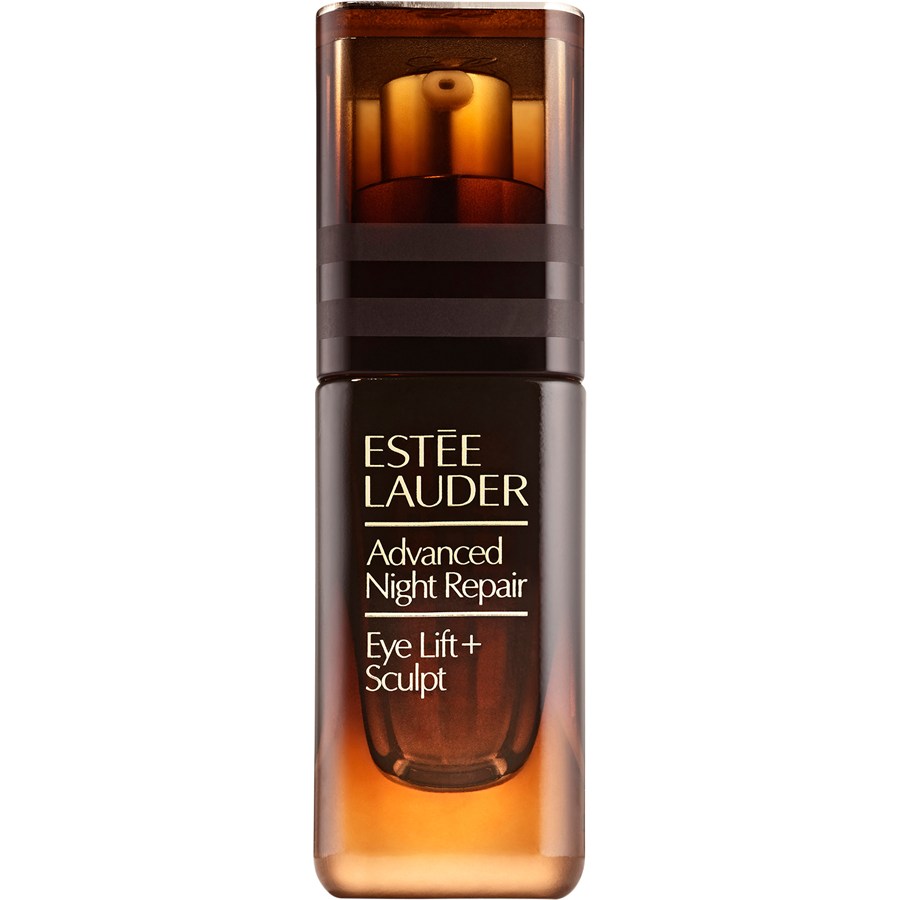 ESTĒE
LAUDER
Advanced
Night Repair
Eye Lift+
Sculpt